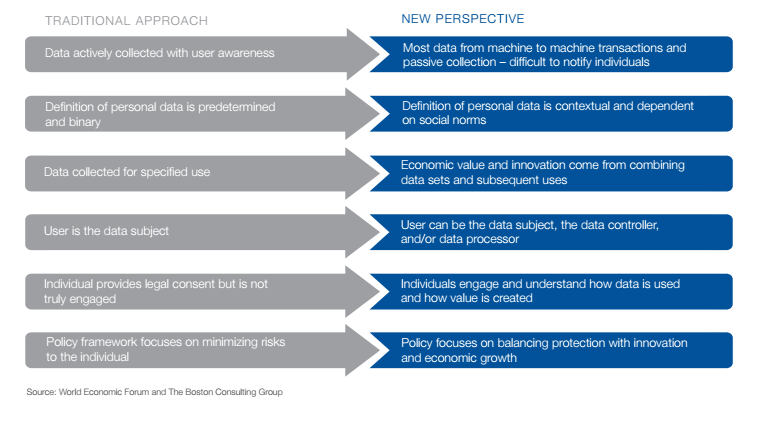 TRADITIONAL APPROACH
NEW PERSPECTIVE
Data actively collected with user awareness
Most data from machine to machine transactions and
passive collection – difficult to notify individuals
Definition of personal data is predetermined
and binary
Definition of personal data is contextual and dependent
on social norms
Data collected for specified use
Economic value and innovation come from combining
data sets and subsequent uses
User is the data subject
User can be the data subject, the data controller,
and/or data processor
Individual provides legal consent but is not
truly engaged
Individuals engage and understand how data is used
and how value is created
Policy framework focuses on minimizing risks
to the individual
Policy focuses on balancing protection with innovation
and economic growth
Source: World Economic Forum and The Boston Consulting Group